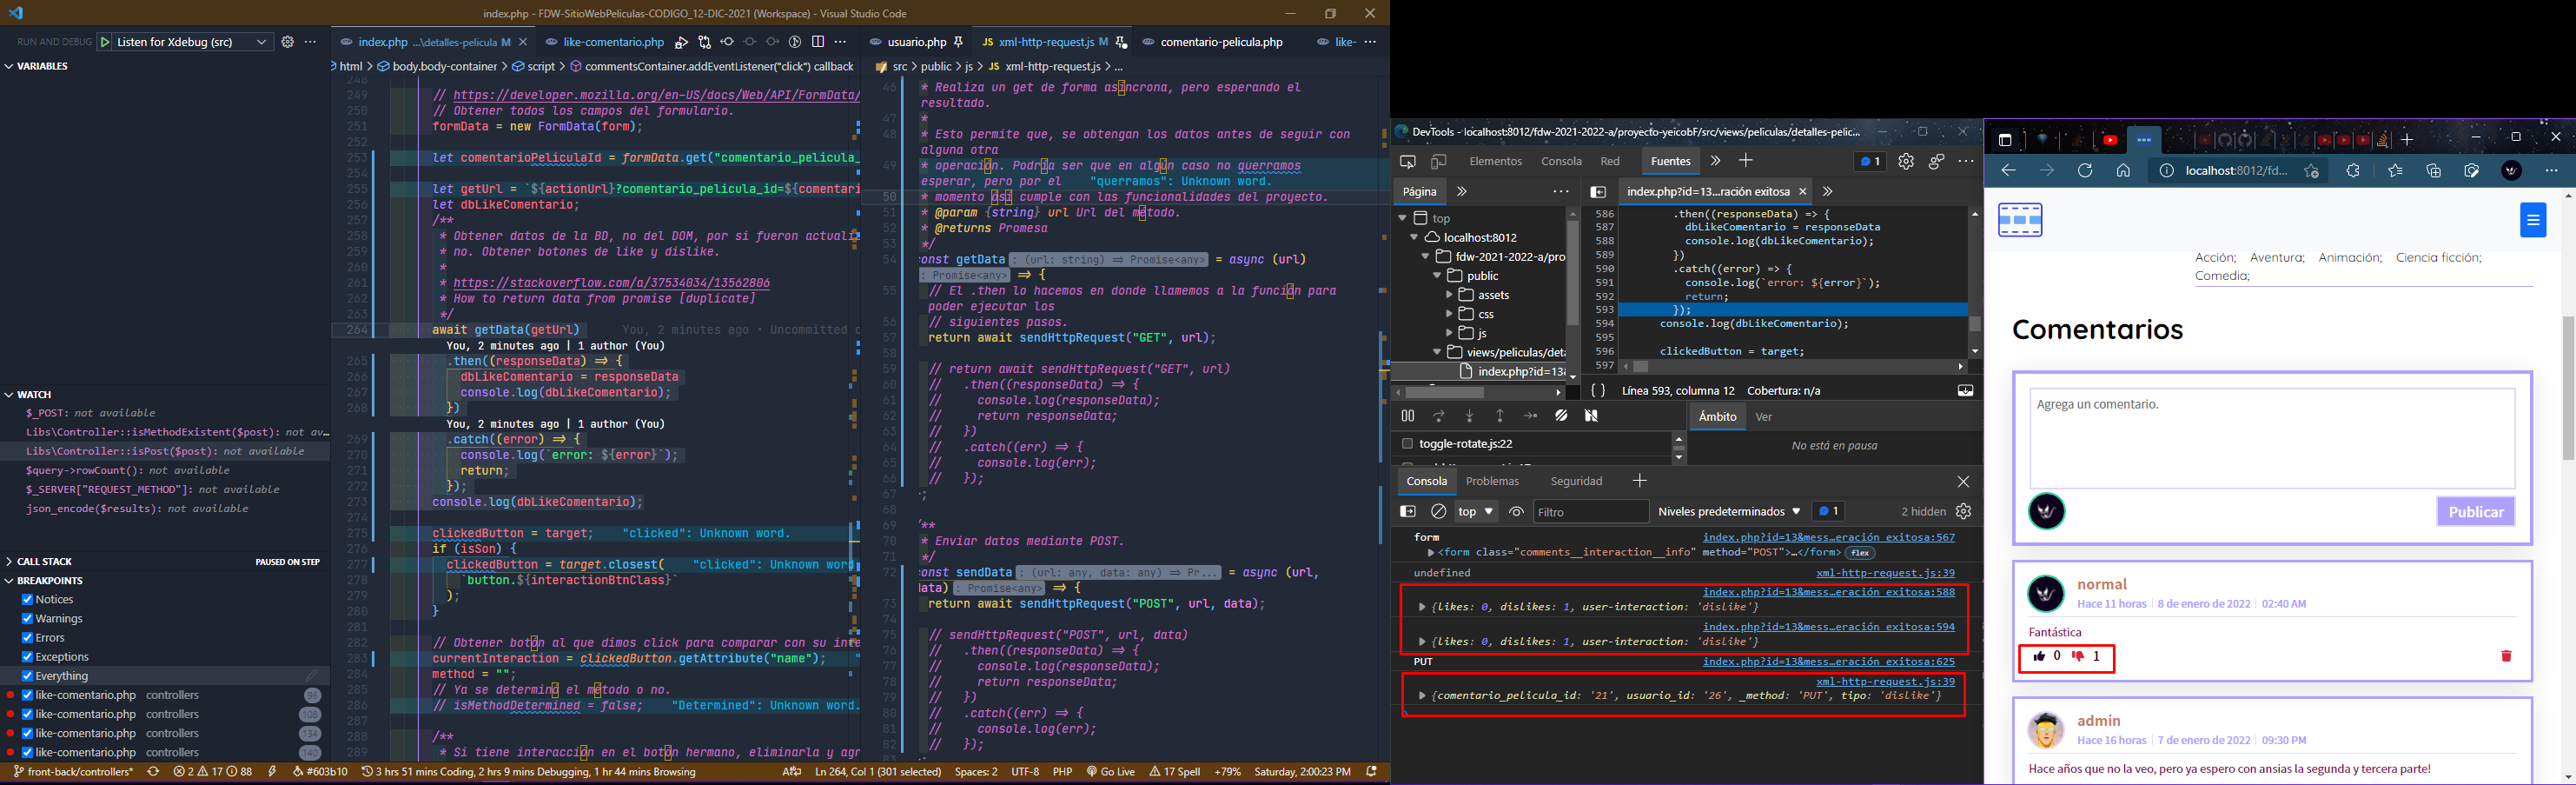 index.php - FDW-SitioWebPeliculas-CODIGO_12-DIC-2021 (Workspace) - Visual Studio Code
RUN AND DEBUG Listen for Xdebug (src)
VARIABLES
WATCH
$_POST: not available
Libs\Controller::isMethodExistent($post): not av...
Libs\Controller::isPost($post): not available
$query->rowCount(): not available
$_SERVER["REQUEST_METHOD"]: not available
json_encode($results): not available
CALL STACK PAUSED ON STEP
BREAKPOINTS
Notices
Warnings
Errors
Exceptions
Everything
like-comentario.php controllers 96
like-comentario.php controllers 108
like-comentario.php controllers 134
like-comentario.php controllers 140
index.php ...\detalles-pelicula M
like-comentario.php
html > body.body-container > script > commentsContainer.addEventListener("click") callback
248
249 // https://developer.mozilla.org/en-US/docs/Web/API/FormData/
250 // Obtener todos los campos del formulario.
251 formData = new FormData(form);
252
253 let comentarioPeliculaId = formData.get("comentario_pelicula_
254
255 let getUrl = `${actionUrl}?comentario_pelicula_id=${comentari
256 let dbLikeComentario;
257 /**
258 * Obtener datos de la BD, no del DOM, por si fueron actuali
259 * no. Obtener botones de like y dislike.
260 *
261 * https://stackoverflow.com/a/37534034/13562806
262 * How to return data from promise [duplicate]
263 */
264 await getData(getUrl) You, 2 minutes ago • Uncommitted c
You, 2 minutes ago | 1 author (You)
265 .then((responseData) => {
266 dbLikeComentario = responseData
267 console.log(dbLikeComentario);
268 })
You, 2 minutes ago | 1 author (You)
269 .catch((error) => {
270 console.log(`error: ${error}`);
271 return;
272 });
273 console.log(dbLikeComentario);
274
275 clickedButton = target; "clicked": Unknown word.
276 if (isSon) {
277 clickedButton = target.closest( "clicked": Unknown word
278 `button.${interactionBtnClass}`
279 );
280 }
281
282 // Obtener botón al que dimos click para comparar con su inte
283 currentInteraction = clickedButton.getAttribute("name");
284 method = "";
285 // Ya se determinó el método o no.
286 // isMethodDetermined = false; "Determined": Unknown word.
287
288 /**
289 * Si tiene interacción en el botón hermano, eliminarla y agr
usuario.php
xml-http-request.js M
comentario-pelicula.php
like-
src > public > js > xml-http-request.js > ...
46 * Realiza un get de forma asíncrona, pero esperando el
resultado.
47 *
48 * Esto permite que, se obtengan los datos antes de seguir con
alguna otra
49 * operación. Podría ser que en algún caso no querramos
esperar, pero por el "querramos": Unknown word.
50 * momento así cumple con las funcionalidades del proyecto.
51 * @param {string} url Url del método.
52 * @returns Promesa
53 */
54 const getData : (url: string) => Promise<any> = async (url)
: Promise<any> => {
55 // El .then lo hacemos en donde llamemos a la función para
poder ejecutar los
56 // siguientes pasos.
57 return await sendHttpRequest("GET", url);
58
59 // return await sendHttpRequest("GET", url)
60 // .then((responseData) => {
61 // console.log(responseData);
62 // return responseData;
63 // })
64 // .catch((err) => {
65 // console.log(err);
66 // });
67 };
68
69 /**
70 * Enviar datos mediante POST.
71 */
72 const sendData : (url: any, data: any) => Pr... = async (url,
data) : Promise<any> => {
73 return await sendHttpRequest("POST", url, data);
74
75 // sendHttpRequest("POST", url, data)
76 // .then((responseData) => {
77 // console.log(responseData);
78 // return responseData;
79 // })
80 // .catch((err) => {
81 // console.log(err);
82 // });
front-back/controllers* 2 17 88 #603b10 3 hrs 51 mins Coding, 2 hrs 9 mins Debugging, 1 hr 44 mins Browsing Ln 264, Col 1 (301 selected) Spaces: 2 UTF-8 PHP Go Live 17 Spell +79% Saturday, 2:00:23 PM
DevTools - localhost:8012/fdw-2021-2022-a/proyecto-yeicobF/src/views/peliculas/detalles-pelic...
Elementos Consola Red Fuentes 1
Página
index.php?id=13...ración exitosa
top
localhost:8012
fdw-2021-2022-a/pro
public
assets
css
js
views/peliculas/deta
index.php?id=13&
586 .then((responseData) => {
587 dbLikeComentario = responseData
588 console.log(dbLikeComentario);
589 })
590 .catch((error) => {
591 console.log(`error: ${error}`);
592 return;
593 });
594 console.log(dbLikeComentario);
595
596 clickedButton = target;
597
{ } Línea 593, columna 12 Cobertura: n/a
Ámbito Ver
toggle-rotate.js:22
No está en pausa
Consola Problemas Seguridad
top Filtro Niveles predeterminados 1 2 hidden
form index.php?id=13&mess…eración exitosa:567
<form class="comments__interaction__info" method="POST">…</form> flex
undefined xml-http-request.js:39
index.php?id=13&mess…eración exitosa:588
{likes: 0, dislikes: 1, user-interaction: 'dislike'}
index.php?id=13&mess…eración exitosa:594
{likes: 0, dislikes: 1, user-interaction: 'dislike'}
PUT index.php?id=13&mess…eración exitosa:625
xml-http-request.js:39
{comentario_pelicula_id: '21', usuario_id: '26', _method: 'PUT', tipo: 'dislike'}
localhost:8012/fd...
Acción; Aventura; Animación; Ciencia ficción;
Comedia;
Comentarios
Agrega un comentario.
Publicar
normal
Hace 11 horas | 8 de enero de 2022 | 02:40 AM
Fantástica
0 1
admin
Hace 16 horas | 7 de enero de 2022 | 09:30 PM
Hace años que no la veo, pero ya espero con ansias la segunda y tercera parte!